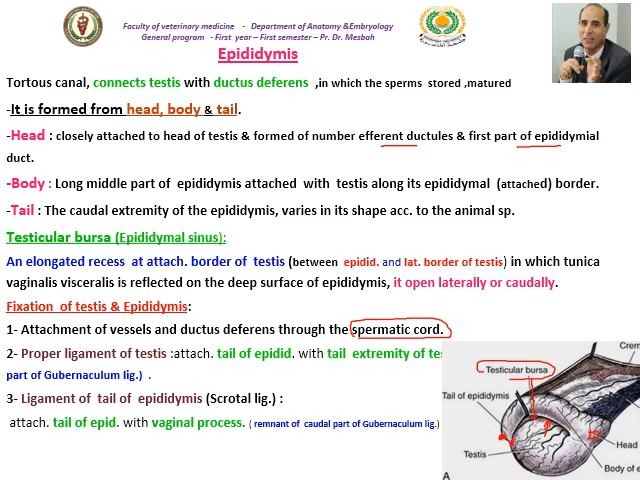 Faculty of veterinary medicine - Department of Anatomy &Embryology
General program - First year – First semester – Pr. Dr. Mesbah
Epididymis
Tortous canal, connects testis with ductus deferens ,in which the sperms stored ,matured
-It is formed from head, body & tail.
-Head : closely attached to head of testis & formed of number efferent ductules & first part of epididymial
duct.
-Body : Long middle part of epididymis attached with testis along its epididymal (attached) border.
-Tail : The caudal extremity of the epididymis, varies in its shape acc. to the animal sp.
Testicular bursa (Epididymal sinus):
An elongated recess at attach. border of testis (between epidid. and lat. border of testis) in which tunica
vaginalis visceralis is reflected on the deep surface of epididymis, it open laterally or caudally.
Fixation of testis & Epididymis:
1- Attachment of vessels and ductus deferens through the spermatic cord.
2- Proper ligament of testis :attach. tail of epidid. with tail extremity of tes
part of Gubernaculum lig.) .
3- Ligament of tail of epididymis (Scrotal lig.) :
attach. tail of epid. with vaginal process. ( remnant of caudal part of Gubernaculum lig.)
Crem
Testicular bursa
Tail of epididymis
Head
Testis
Body of e
A